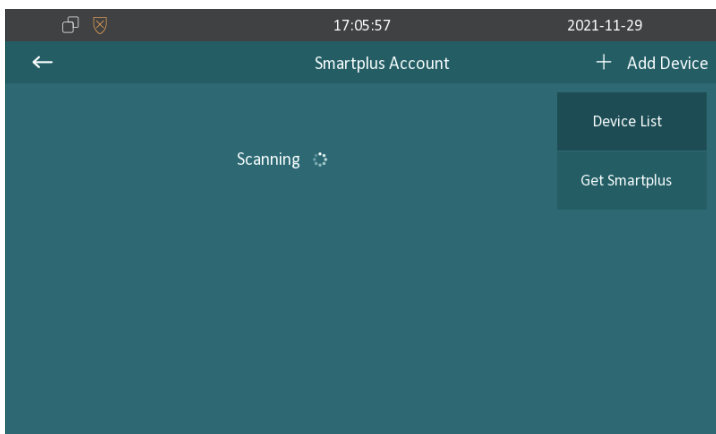 17:05:57 2021-11-29
Smartplus Account + Add Device
Device List
Scanning
Get Smartplus